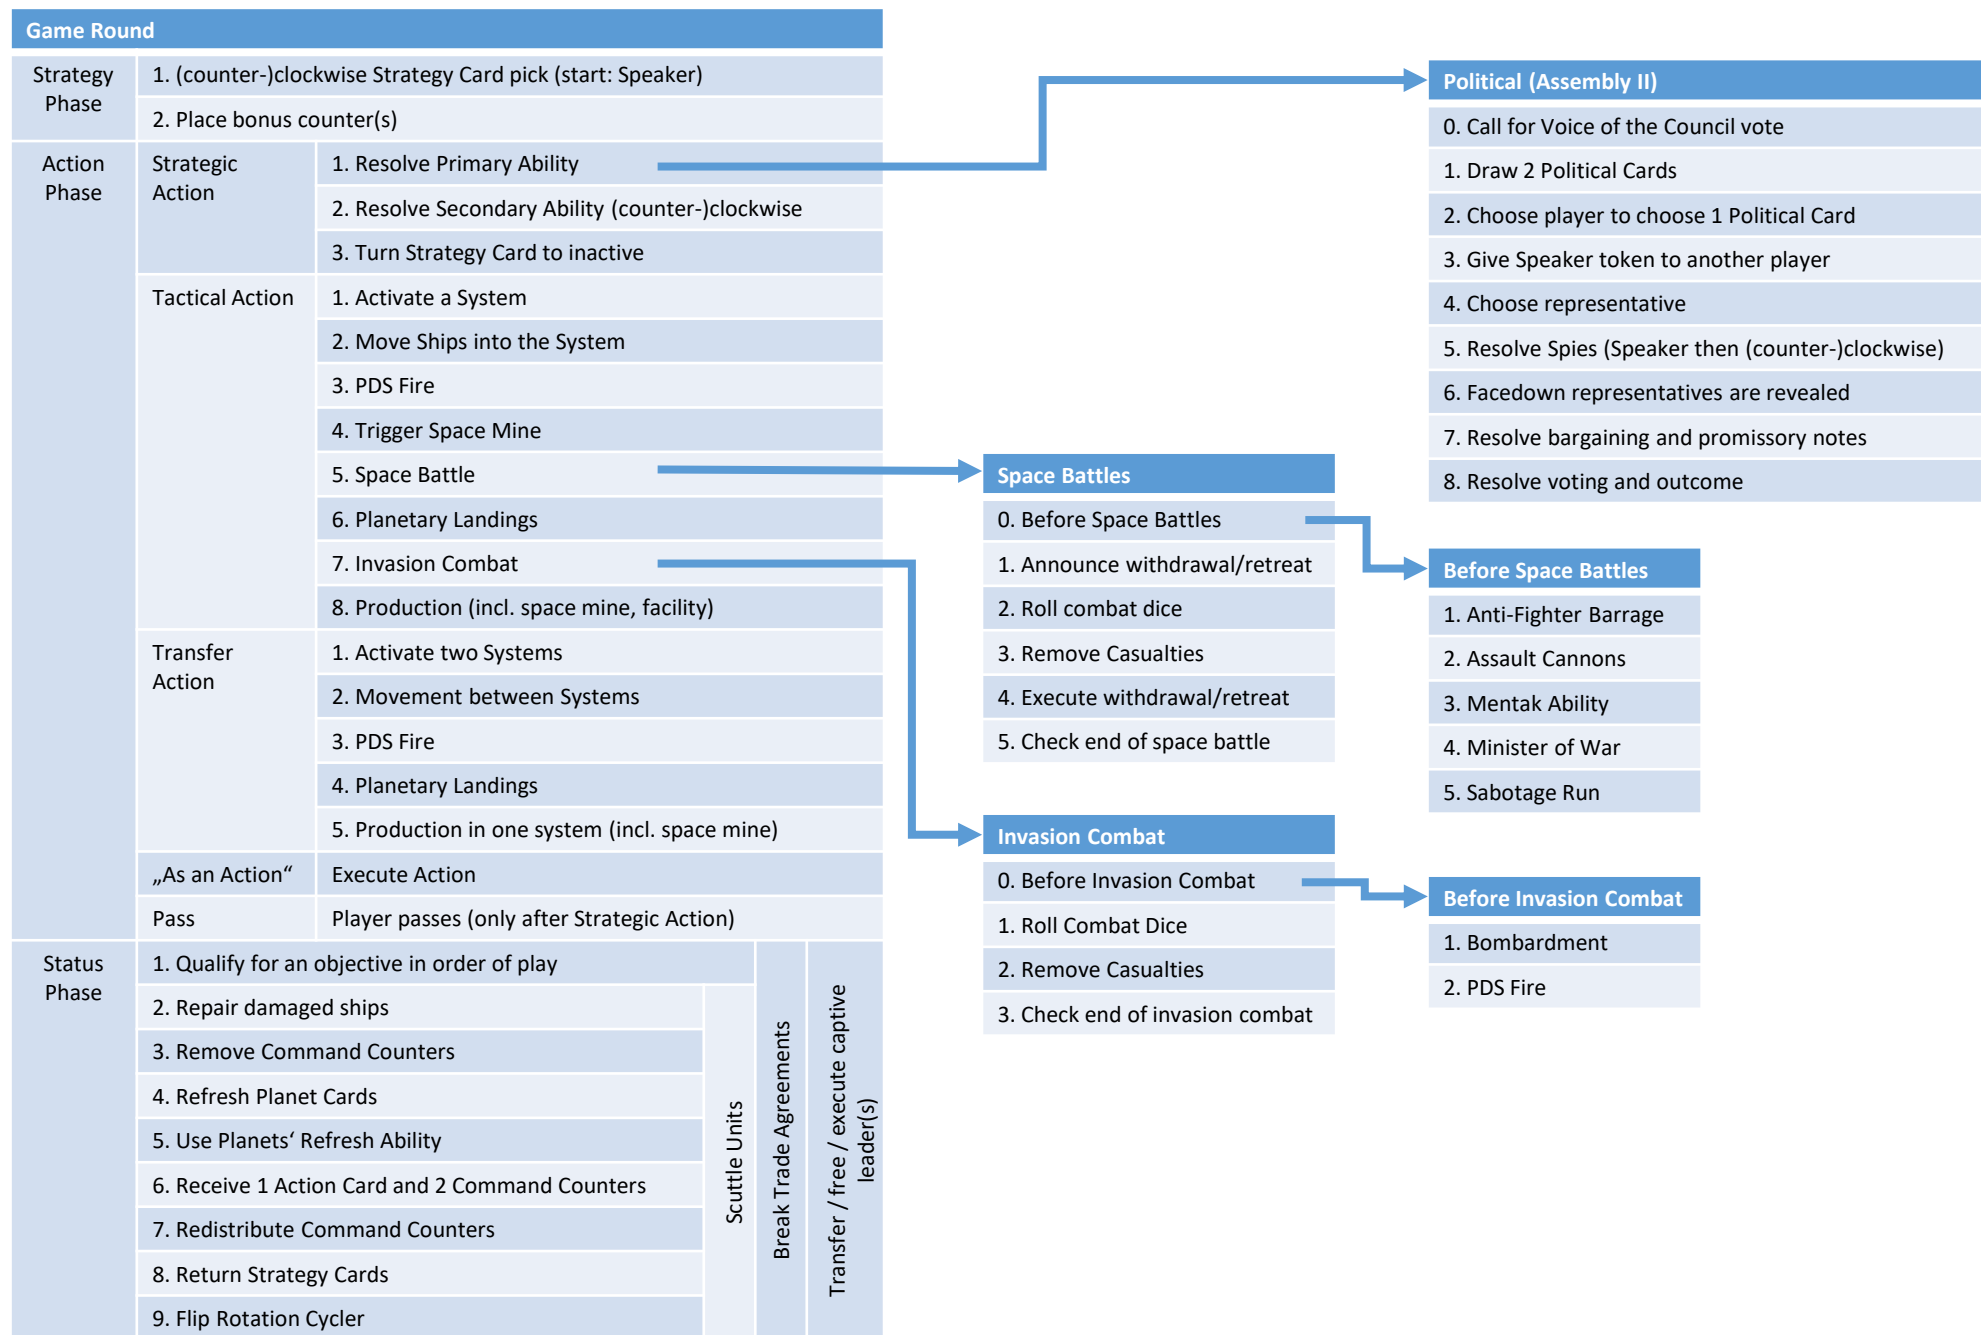 Game Round
Strategy
Phase
1. (counter-)clockwise Strategy Card pick (start: Speaker)
2. Place bonus counter(s)
Action
Phase
Strategic
Action
1. Resolve Primary Ability
2. Resolve Secondary Ability (counter-)clockwise
3. Turn Strategy Card to inactive
Tactical Action
1. Activate a System
2. Move Ships into the System
3. PDS Fire
4. Trigger Space Mine
5. Space Battle
6. Planetary Landings
7. Invasion Combat
8. Production (incl. space mine, facility)
Transfer
Action
1. Activate two Systems
2. Movement between Systems
3. PDS Fire
4. Planetary Landings
5. Production in one system (incl. space mine)
„As an Action“
Execute Action
Pass
Player passes (only after Strategic Action)
Status
Phase
1. Qualify for an objective in order of play
2. Repair damaged ships
3. Remove Command Counters
4. Refresh Planet Cards
5. Use Planets‘ Refresh Ability
6. Receive 1 Action Card and 2 Command Counters
7. Redistribute Command Counters
8. Return Strategy Cards
9. Flip Rotation Cycler
Scuttle Units
Break Trade Agreements
Transfer / free / execute captive
leader(s)
Space Battles
0. Before Space Battles
1. Announce withdrawal/retreat
2. Roll combat dice
3. Remove Casualties
4. Execute withdrawal/retreat
5. Check end of space battle
Invasion Combat
0. Before Invasion Combat
1. Roll Combat Dice
2. Remove Casualties
3. Check end of invasion combat
Political (Assembly II)
0. Call for Voice of the Council vote
1. Draw 2 Political Cards
2. Choose player to choose 1 Political Card
3. Give Speaker token to another player
4. Choose representative
5. Resolve Spies (Speaker then (counter-)clockwise)
6. Facedown representatives are revealed
7. Resolve bargaining and promissory notes
8. Resolve voting and outcome
Before Space Battles
1. Anti-Fighter Barrage
2. Assault Cannons
3. Mentak Ability
4. Minister of War
5. Sabotage Run
Before Invasion Combat
1. Bombardment
2. PDS Fire